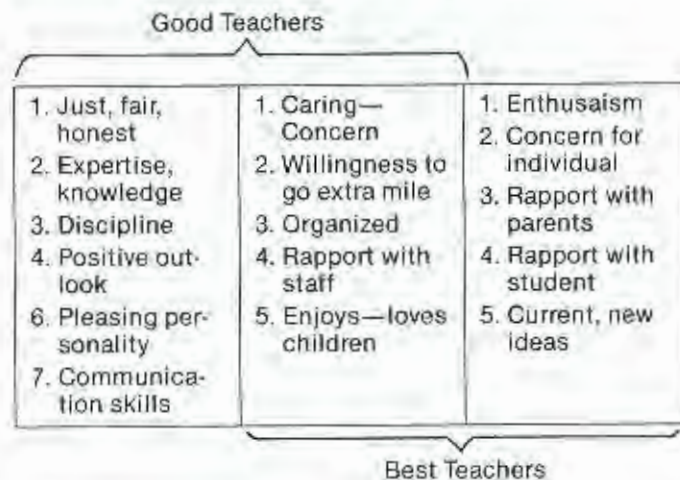 Good Teachers
1. Just, fair,
honest
2. Expertise,
knowledge
3. Discipline
4. Positive out-
look
6. Pleasing per-
sonality
7. Communica-
tion skills
1. Caring—
Concern
2. Willingness to
go extra mile
3. Organized
4. Rapport with
staff
5. Enjoys—loves
children
1. Enthusaism
2. Concern for
individual
3. Rapport with
parents
4. Rapport with
student
5. Current, new
ideas
Best Teachers